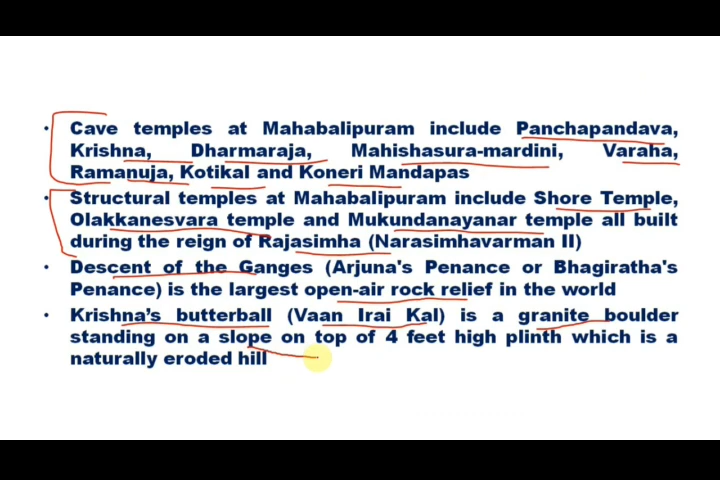 • Cave temples at Mahabalipuram include Panchapandava,
Krishna, Dharmaraja, Mahishasura-mardini, Varaha,
Ramanuja, Kotikal and Koneri Mandapas
• Structural temples at Mahabalipuram include Shore Temple,
Olakkanesvara temple and Mukundanayanar temple all built
during the reign of Rajasimha (Narasimhavarman II)
• Descent of the Ganges (Arjuna's Penance or Bhagiratha's
Penance) is the largest open-air rock relief in the world
• Krishna's butterball (Vaan Irai Kal) is a granite boulder
standing on a slope on top of 4 feet high plinth which is a
naturally eroded hill